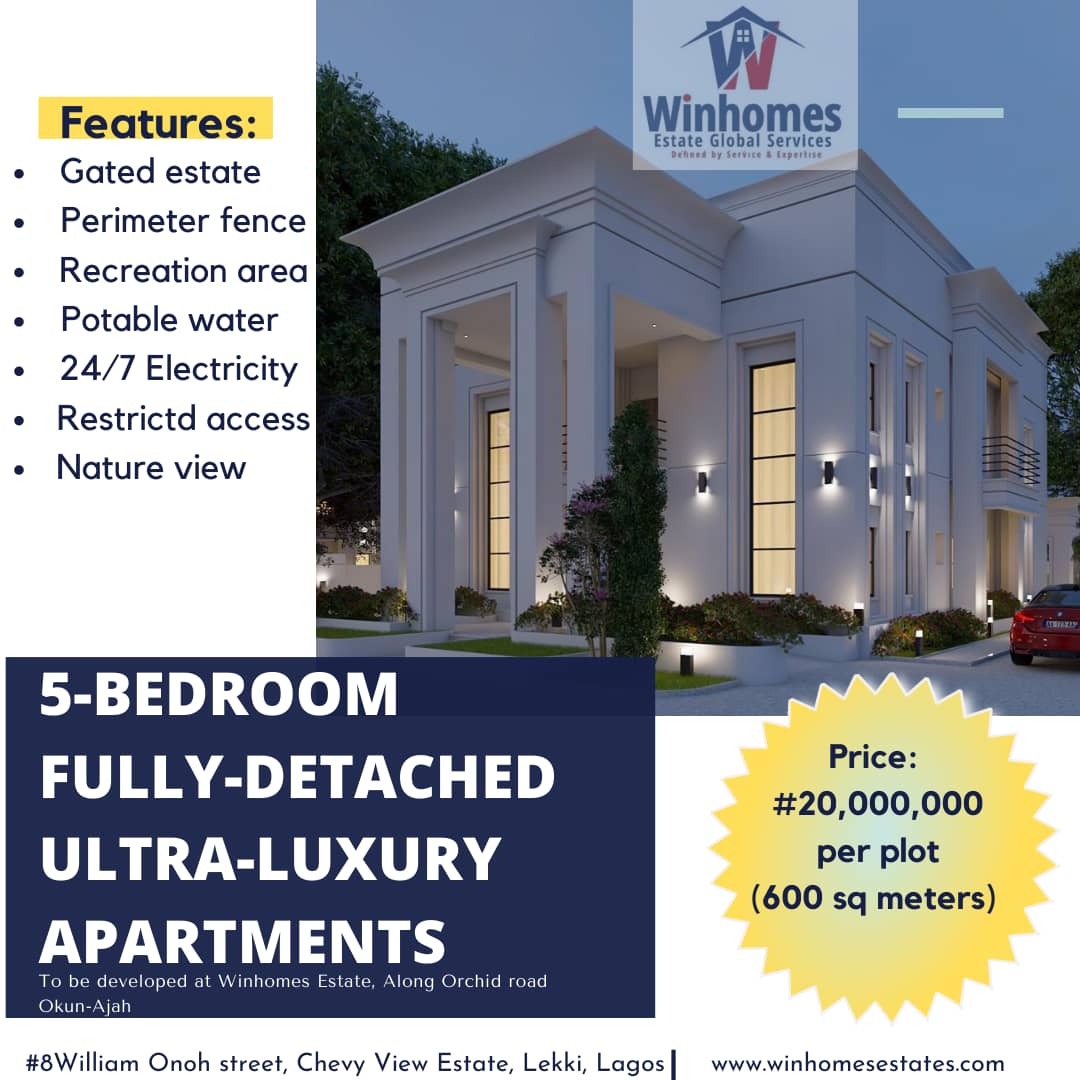 Winhomes
Estate Global Services
Defined by Service & Expertise
Features:
• Gated estate
• Perimeter fence
• Recreation area
• Potable water
• 24/7 Electricity
• Restrictd access
• Nature view
5-BEDROOM
FULLY-DETACHED
ULTRA-LUXURY
APARTMENTS
To be developed at Winhomes Estate, Along Orchid road
Okun-Ajah
Price:
#20,000,000
per plot
(600 sq meters)
#8William Onoh street, Chevy View Estate, Lekki, Lagos| www.winhomesestates.com